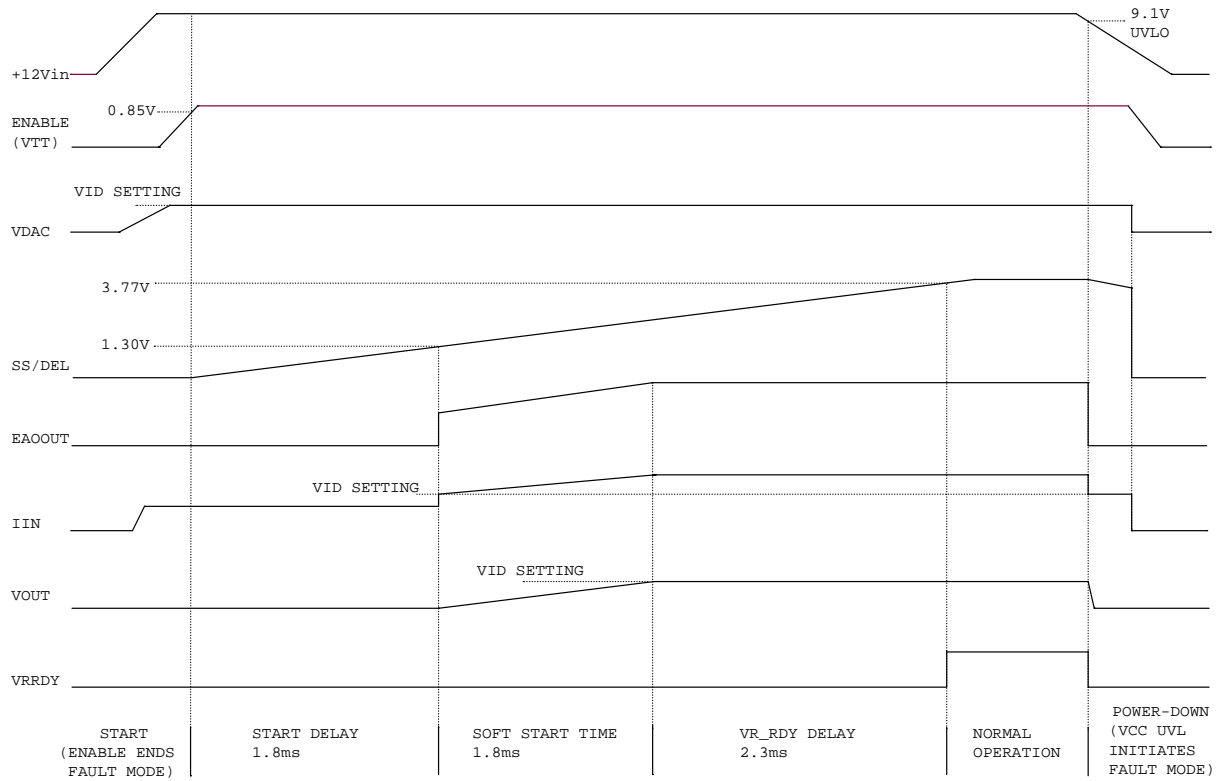 9.1V
UVLO
+12Vin
0.85V
ENABLE
(VTT)
VID SETTING
VDAC
3.77V
1.30V
SS/DEL
EAOOUT
VID SETTING
IIN
VID SETTING
VOUT
VRRDY
START
(ENABLE ENDS
FAULT MODE)
START DELAY
1.8ms
SOFT START TIME
1.8ms
VR_RDY DELAY
2.3ms
NORMAL
OPERATION
POWER-DOWN
(VCC UVL
INITIATES
FAULT MODE)